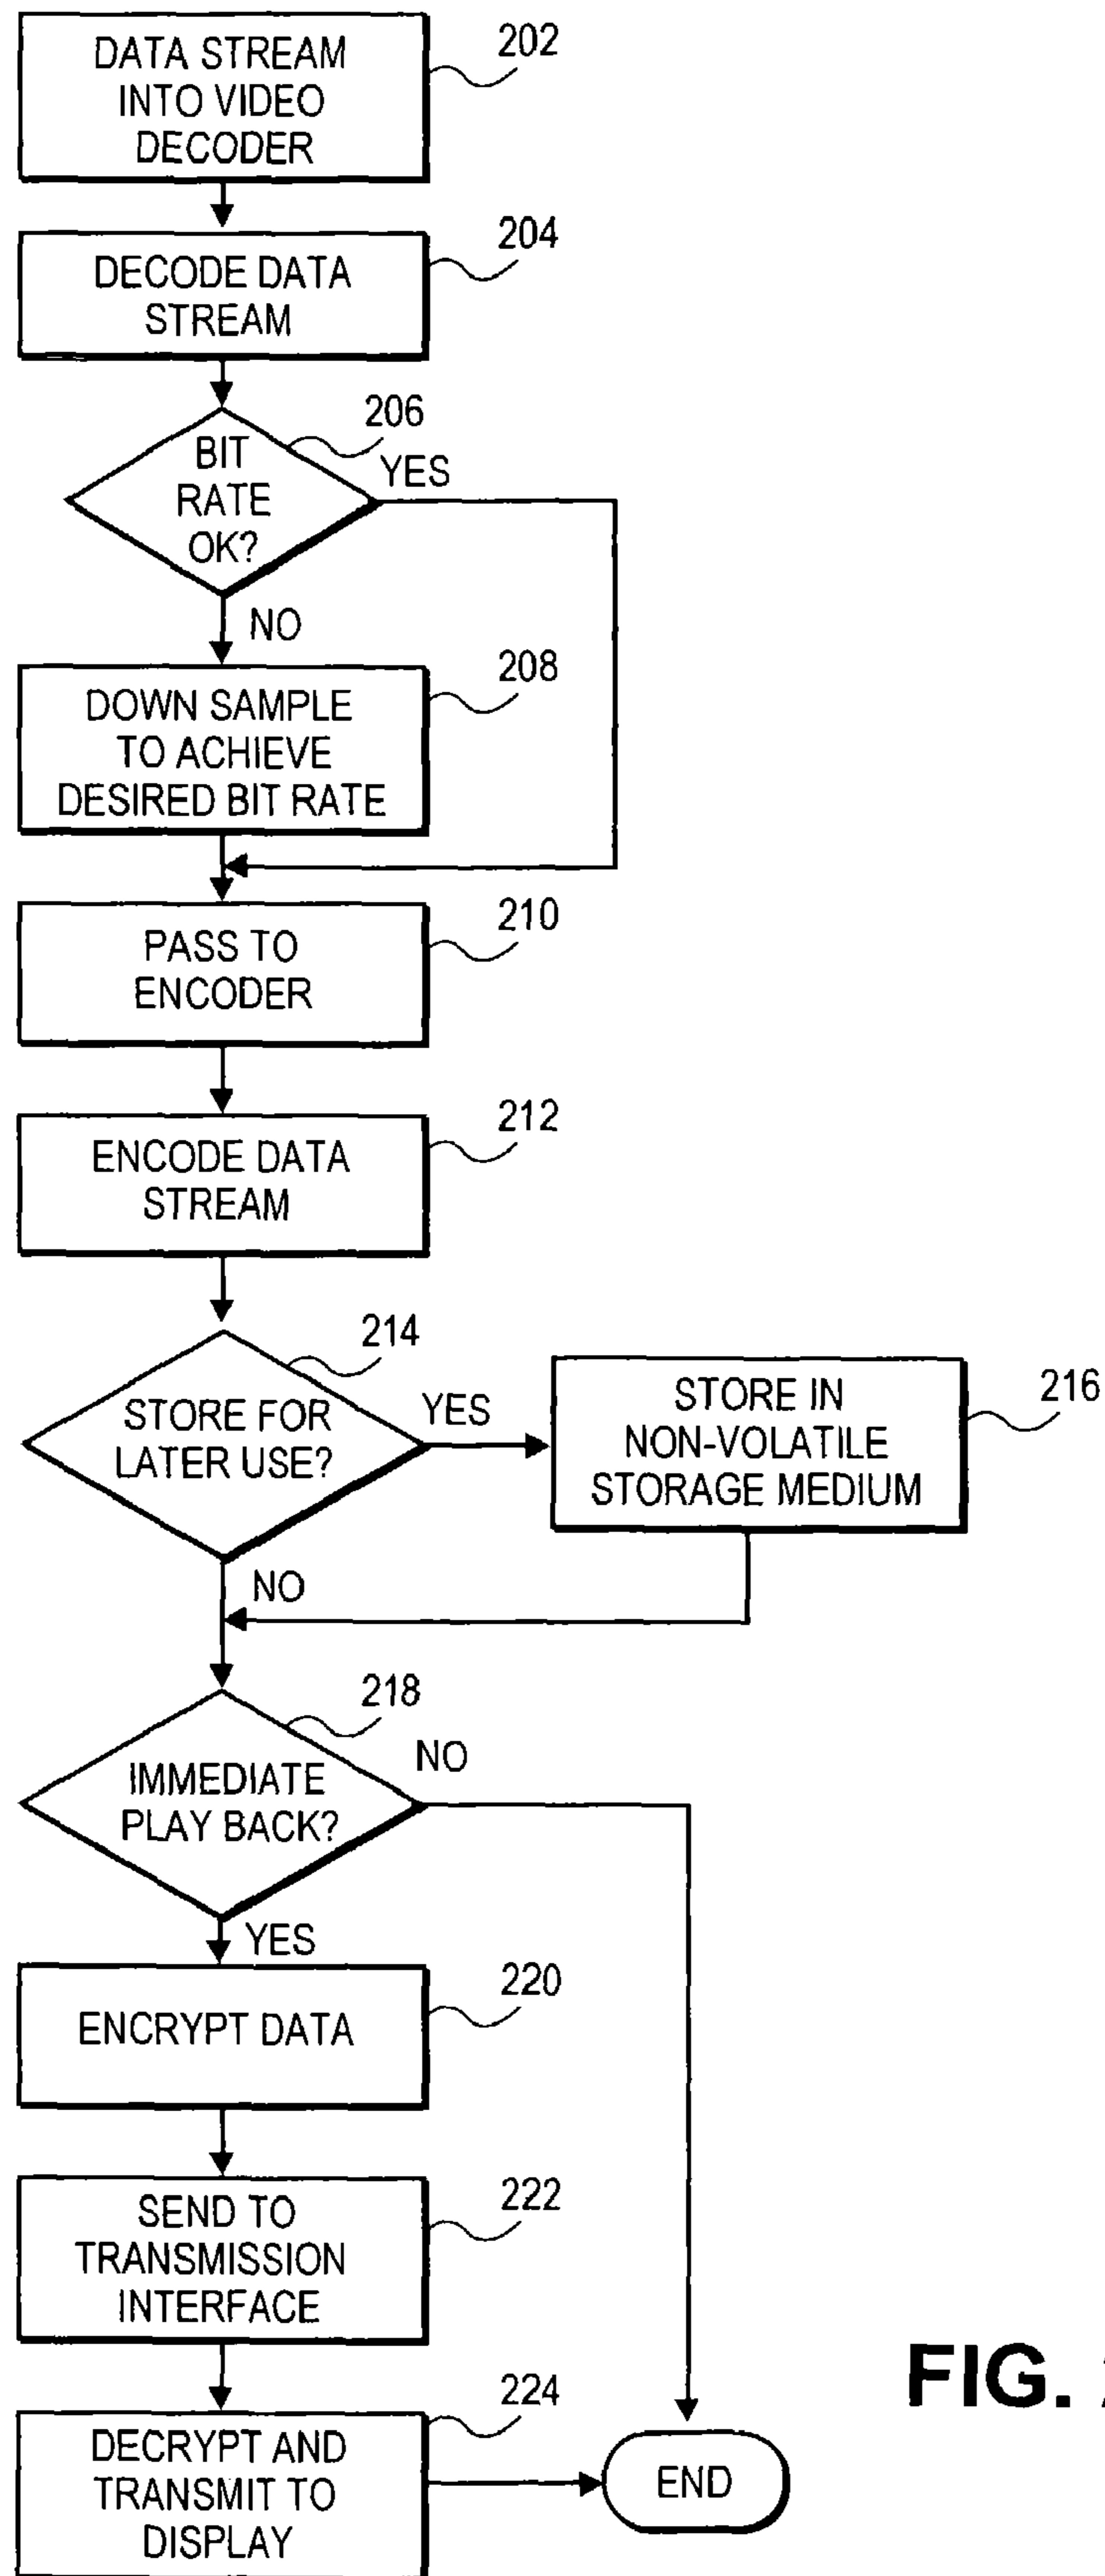 DATA STREAM
INTO VIDEO
DECODER
202
DECODE DATA
STREAM
204
BIT
RATE
OK?
206
YES
NO
DOWN SAMPLE
TO ACHIEVE
DESIRED BIT RATE
208
PASS TO
ENCODER
210
ENCODE DATA
STREAM
212
STORE FOR
LATER USE?
214
YES
STORE IN
NON-VOLATILE
STORAGE MEDIUM
216
NO
IMMEDIATE
PLAY BACK?
218
NO
YES
ENCRYPT DATA
220
SEND TO
TRANSMISSION
INTERFACE
222
DECRYPT AND
TRANSMIT TO
DISPLAY
224
END
FIG.